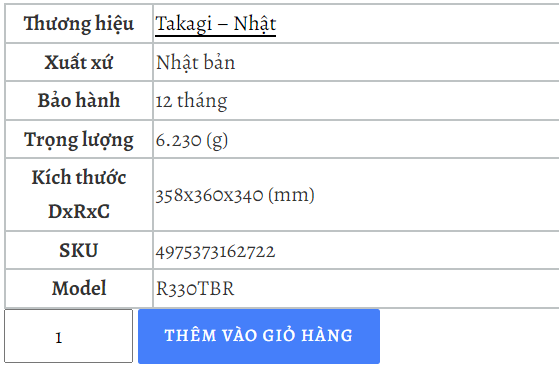 Thương hiệu Takagi – Nhật
Xuất xứ Nhật bản
Bảo hành 12 tháng
Trọng lượng 6.230 (g)
Kích thước
DxRxC 358x360x340 (mm)
SKU 4975373162722
Model R330TBR
1 THÊM VÀO GIỎ HÀNG